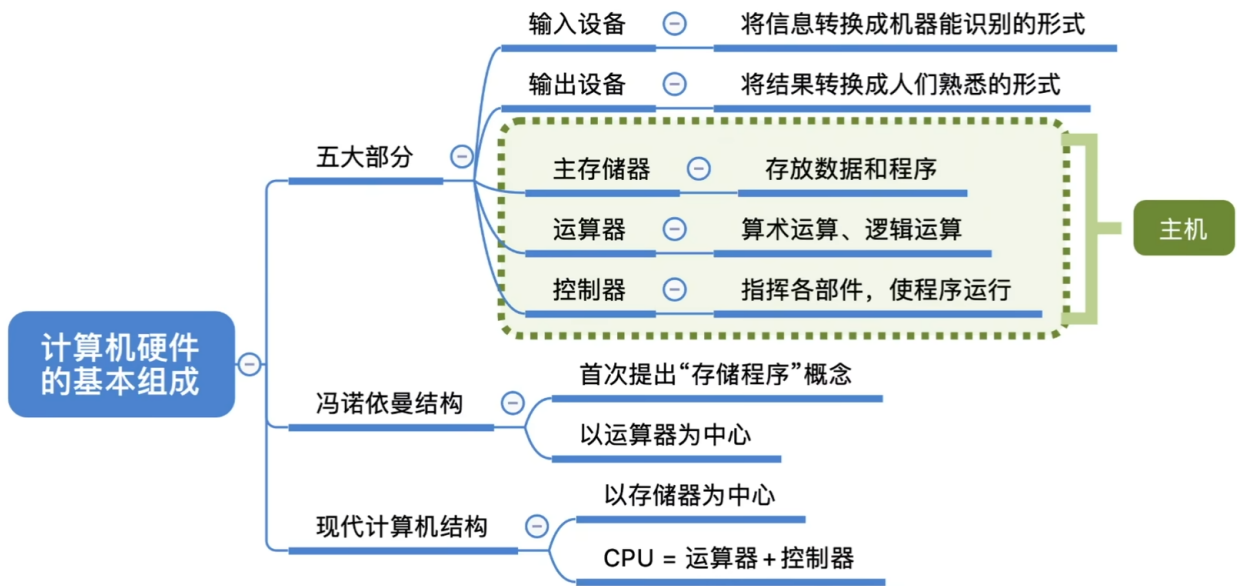 输入设备
将信息转换成机器能识别的形式
输出设备
将结果转换成人们熟悉的形式
五大部分
主存储器
存放数据和程序
运算器
算术运算、逻辑运算
主机
控制器
指挥各部件，使程序运行
计算机硬件
的基本组成
首次提出“存储程序”概念
冯诺依曼结构
以运算器为中心
以存储器为中心
现代计算机结构
CPU = 运算器+控制器